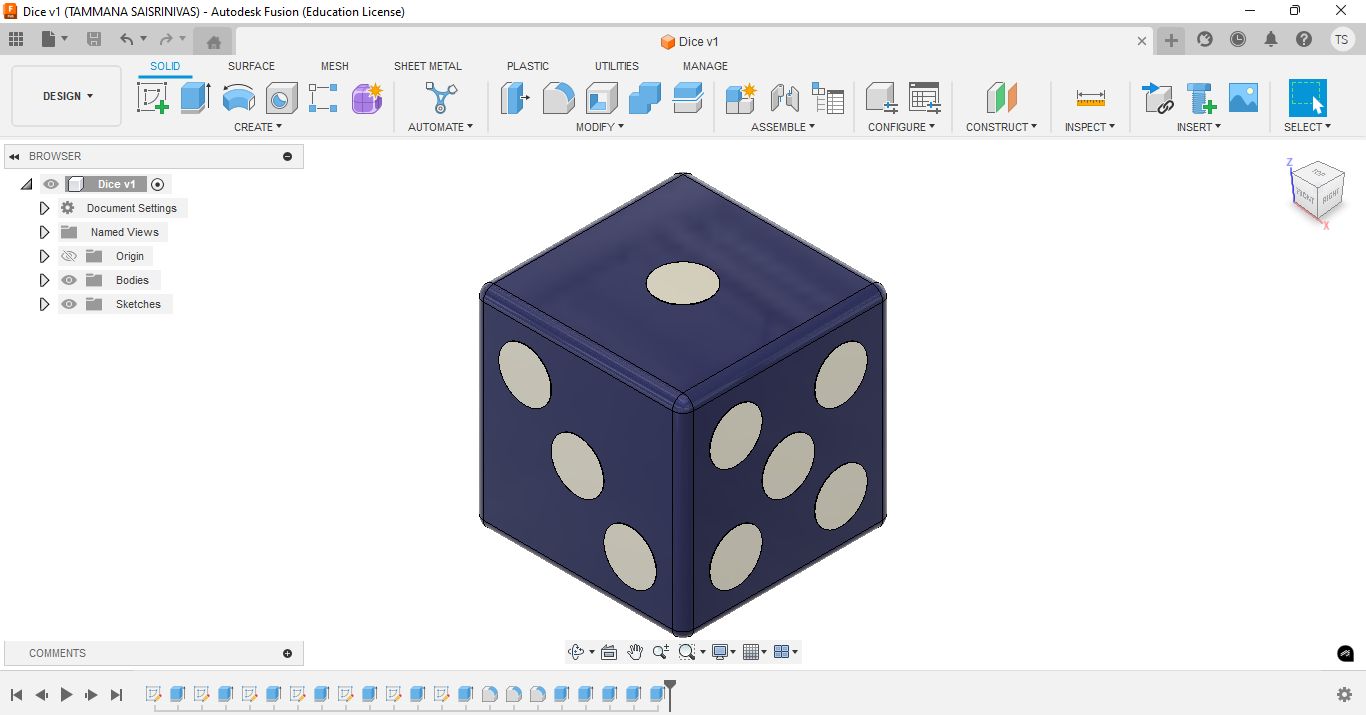 Dice v1 (TAMMANA SAISRINIVAS) - Autodesk Fusion (Education License)
Dice v1
TS
SOLID SURFACE MESH SHEET METAL PLASTIC UTILITIES MANAGE
DESIGN
CREATE AUTOMATE MODIFY ASSEMBLE CONFIGURE CONSTRUCT INSPECT INSERT SELECT
BROWSER
Dice v1
Document Settings
Named Views
Origin
Bodies
Sketches
Z
TOP
FRONT RIGHT
X
COMMENTS